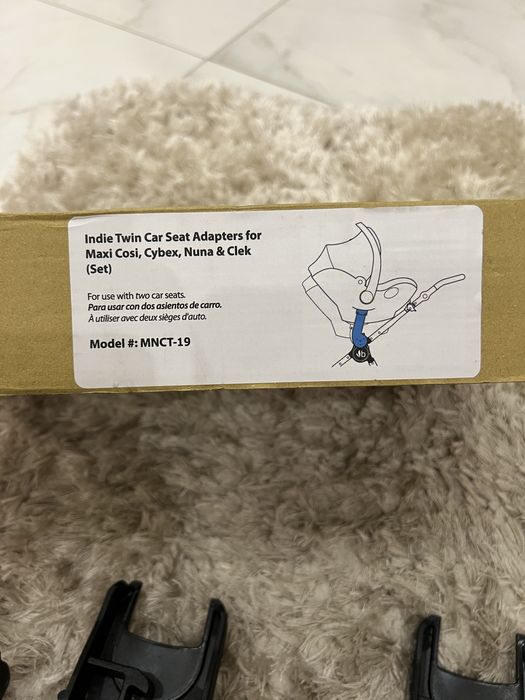 Indie Twin Car Seat Adapters for
Maxi Cosi, Cybex, Nuna & Clek
(Set)
For use with two car seats.
Para usar con dos asientos de carro.
À utiliser avec deux sièges d'auto.
Model #: MNCT-19